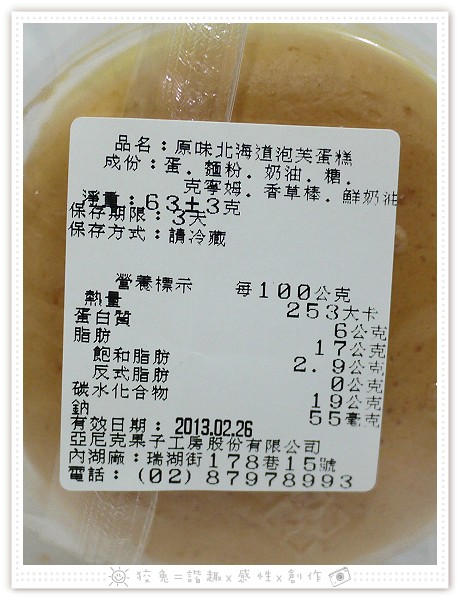 品名：原味北海道泡芙蛋糕
成份：蛋．麵粉．奶油．糖．
克寧姆．香草棒．鮮奶油
淨重：63±3克
保存期限：3天
保存方式：請冷藏
營養標示 每100公克
熱量 253大卡
蛋白質 6公克
脂肪 17公克
飽和脂肪 2.9公克
反式脂肪 0公克
碳水化合物 19公克
鈉 55毫克
有效日期：2013.02.26
亞尼克果子工房股份有限公司
內湖廠：瑞湖街178巷15號
電話：(02)87978993
狡兔=諧趣x感性x創作